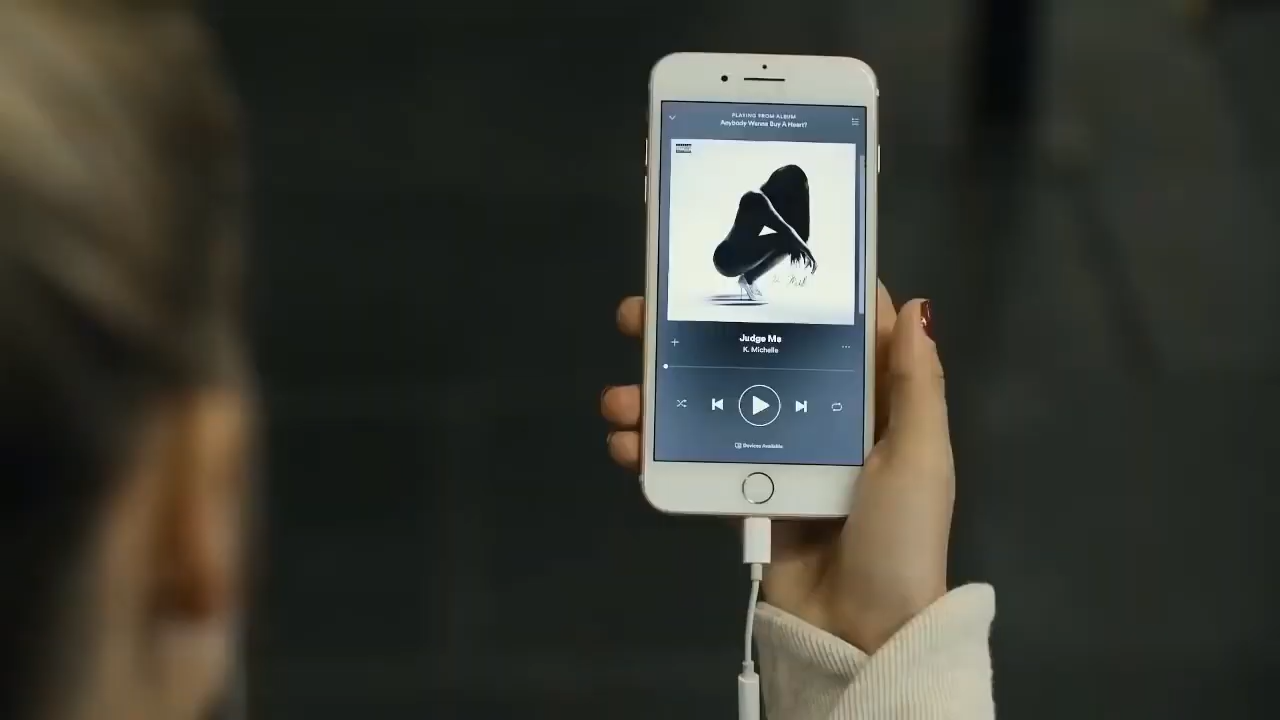 PLAYING FROM ALBUM
Anybody Wanna Buy A Heart?
Judge Me
K. Michelle
Devices Available